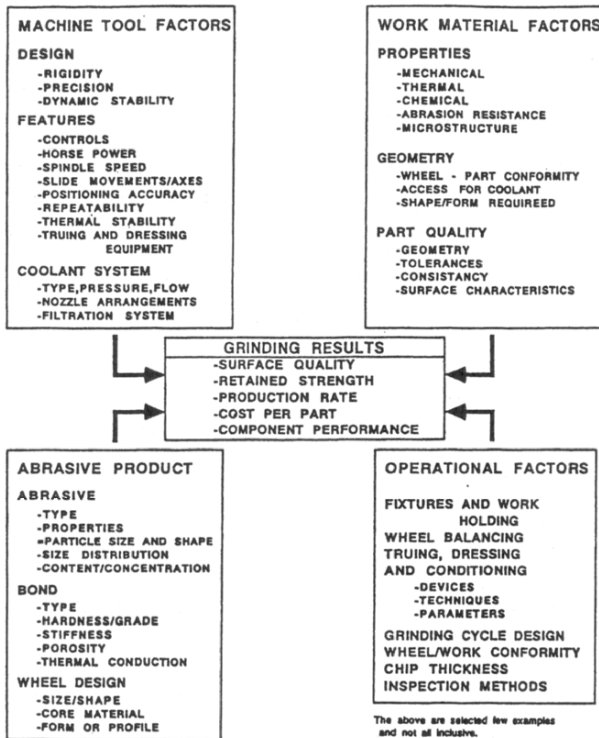 MACHINE TOOL FACTORS
DESIGN
-RIGIDITY
-PRECISION
-DYNAMIC STABILITY
FEATURES
-CONTROLS
-HORSE POWER
-SPINDLE SPEED
-SLIDE MOVEMENTS/AXES
-POSITIONING ACCURACY
-REPEATABILITY
-THERMAL STABILITY
-TRUING AND DRESSING
EQUIPMENT
COOLANT SYSTEM
-TYPE,PRESSURE,FLOW
-NOZZLE ARRANGEMENTS
-FILTRATION SYSTEM
WORK MATERIAL FACTORS
PROPERTIES
-MECHANICAL
-THERMAL
-CHEMICAL
-ABRASION RESISTANCE
-MICROSTRUCTURE
GEOMETRY
-WHEEL - PART CONFORMITY
-ACCESS FOR COOLANT
-SHAPE/FORM REQUIREED
PART QUALITY
-GEOMETRY
-TOLERANCES
-CONSISTANCY
-SURFACE CHARACTERISTICS
GRINDING RESULTS
-SURFACE QUALITY
-RETAINED STRENGTH
-PRODUCTION RATE
-COST PER PART
-COMPONENT PERFORMANCE
ABRASIVE PRODUCT
ABRASIVE
-TYPE
-PROPERTIES
=PARTICLE SIZE AND SHAPE
-SIZE DISTRIBUTION
-CONTENT/CONCENTRATION
BOND
-TYPE
-HARDNESS/GRADE
-STIFFNESS
-POROSITY
-THERMAL CONDUCTION
WHEEL DESIGN
-SIZE/SHAPE
-CORE MATERIAL
-FORM OR PROFILE
OPERATIONAL FACTORS
FIXTURES AND WORK
HOLDING
WHEEL BALANCING
TRUING, DRESSING
AND CONDITIONING
-DEVICES
-TECHNIQUES
-PARAMETERS
GRINDING CYCLE DESIGN
WHEEL/WORK CONFORMITY
CHIP THICKNESS
INSPECTION METHODS
The above are selected few examples
and not all inclusive.